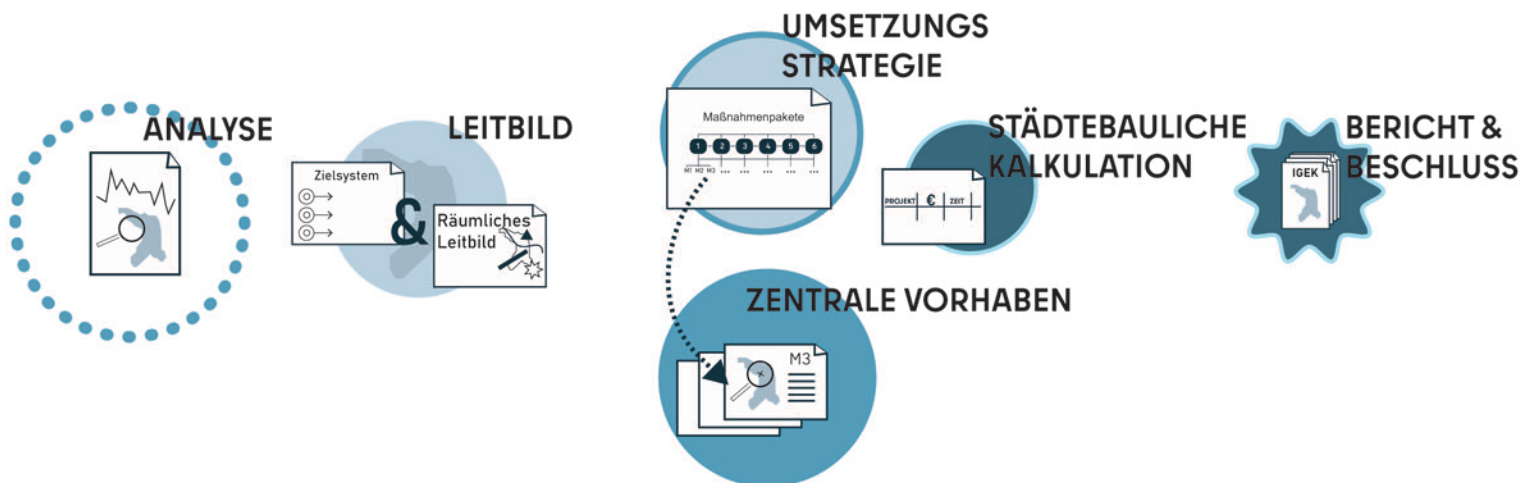 ANALYSE
LEITBILD
Zielsystem
&
Räumliches
Leitbild
UMSETZUNGS
STRATEGIE
Maßnahmenpakete
1 2 3 4 5 6
M1 M2 M3 ... ... ... ... ...
ZENTRALE VORHABEN
M3
STÄDTEBAULICHE
KALKULATION
PROJEKT € ZEIT
BERICHT &
BESCHLUSS
IGEK